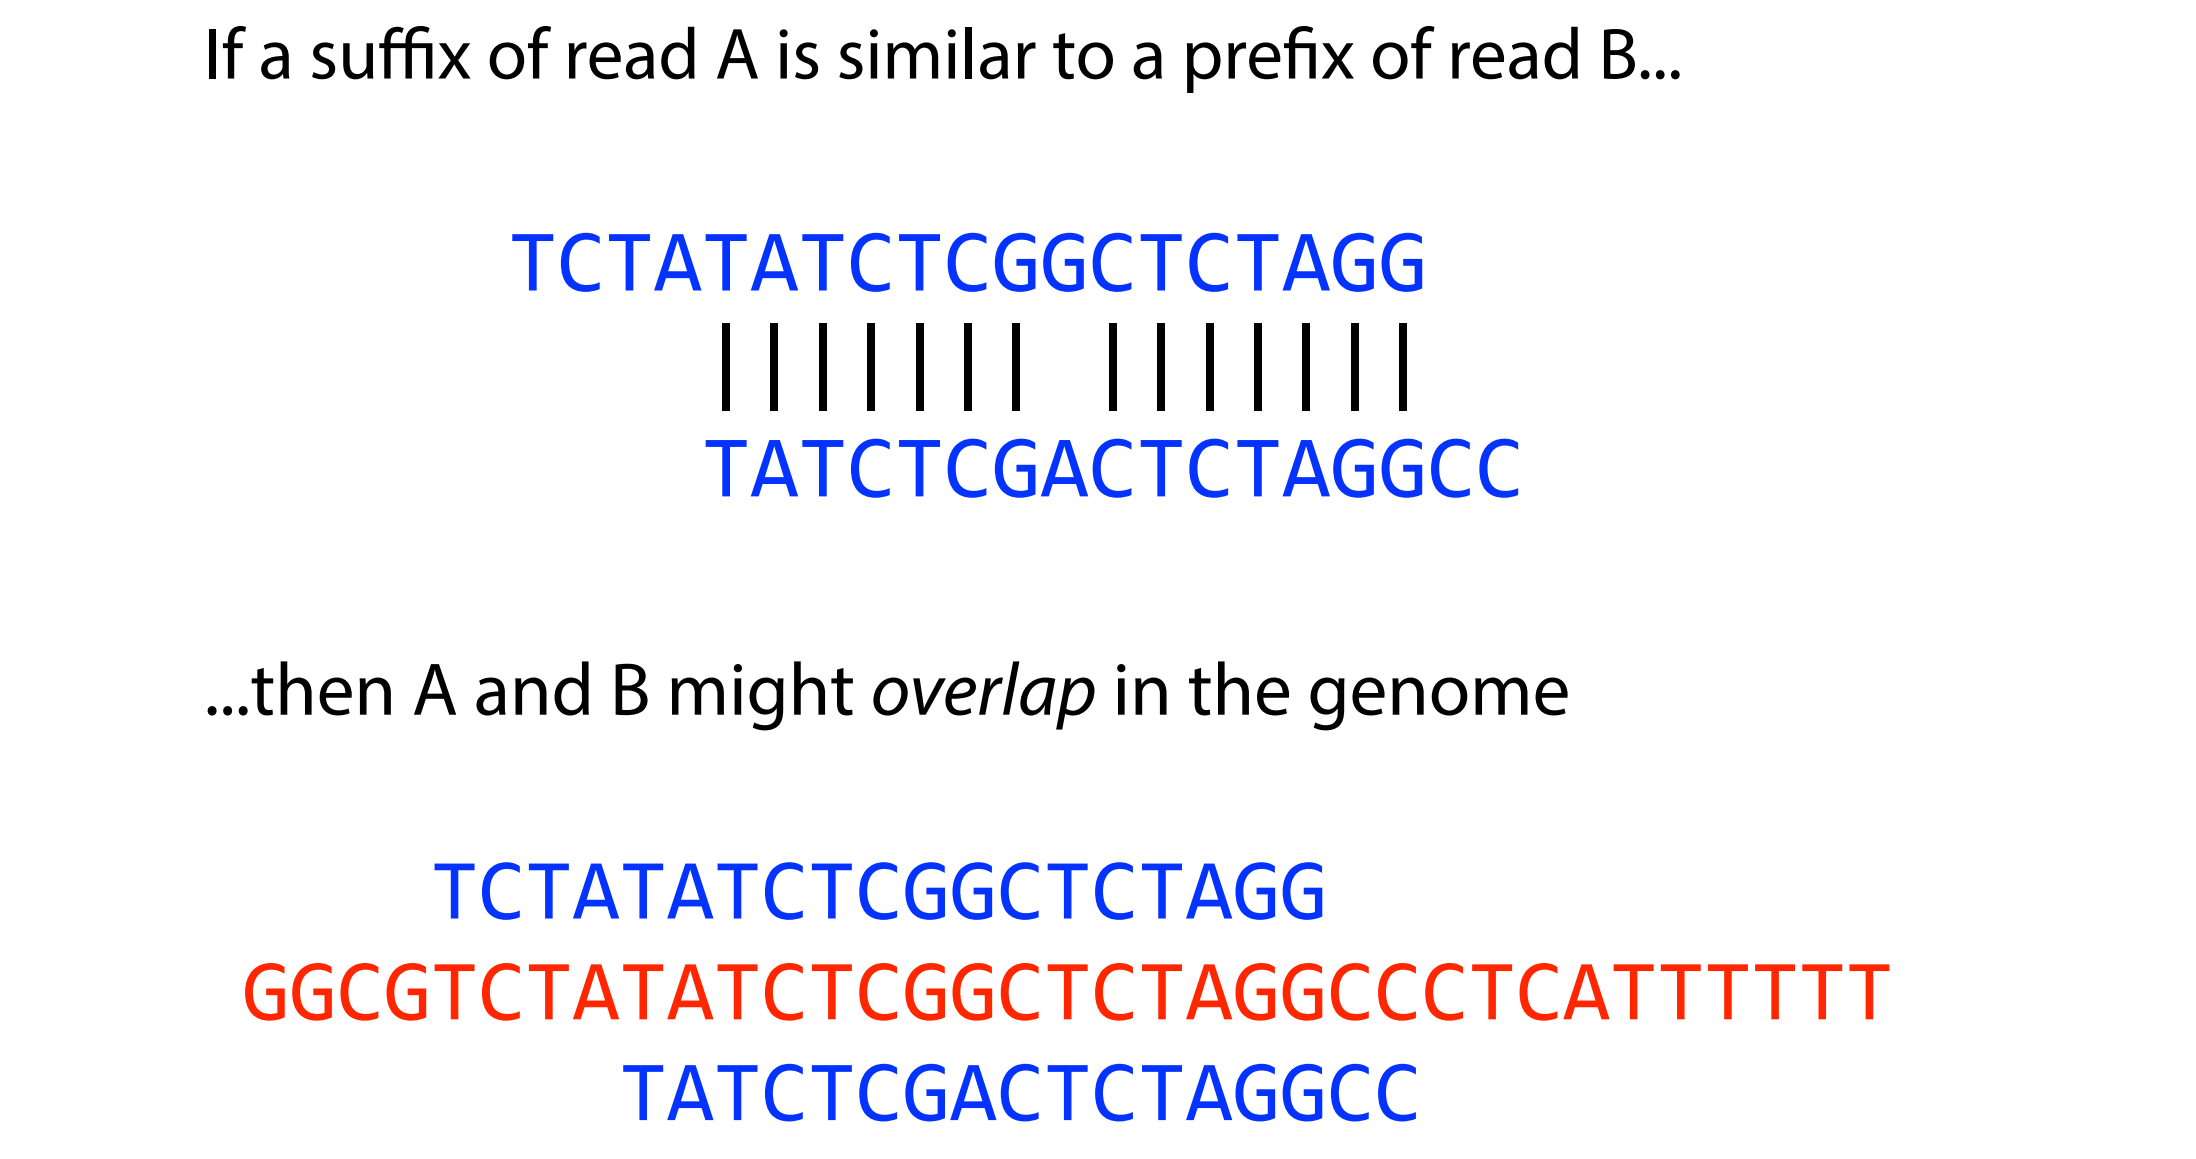 If a suffix of read A is similar to a prefix of read B...
TCTATATCTCGGCTCTAGG
||||||| |||||||
TATCTCGACTCTAGGCC
...then A and B might overlap in the genome
TCTATATCTCGGCTCTAGG
GGCGTCTATATCTCGGCTCTAGGCCCTCATTTTTT
TATCTCGACTCTAGGCC